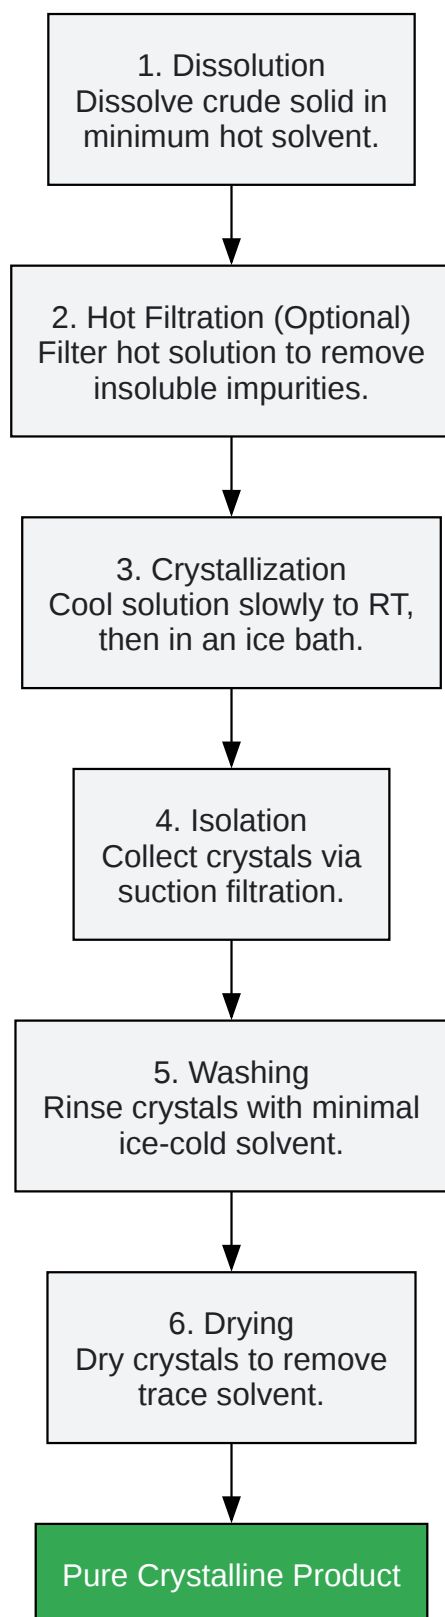 1. Dissolution
Dissolve crude solid in
minimum hot solvent.
2. Hot Filtration (Optional)
Filter hot solution to remove
insoluble impurities.
3. Crystallization
Cool solution slowly to RT,
then in an ice bath.
4. Isolation
Collect crystals via
suction filtration.
5. Washing
Rinse crystals with minimal
ice-cold solvent.
6. Drying
Dry crystals to remove
trace solvent.
Pure Crystalline Product